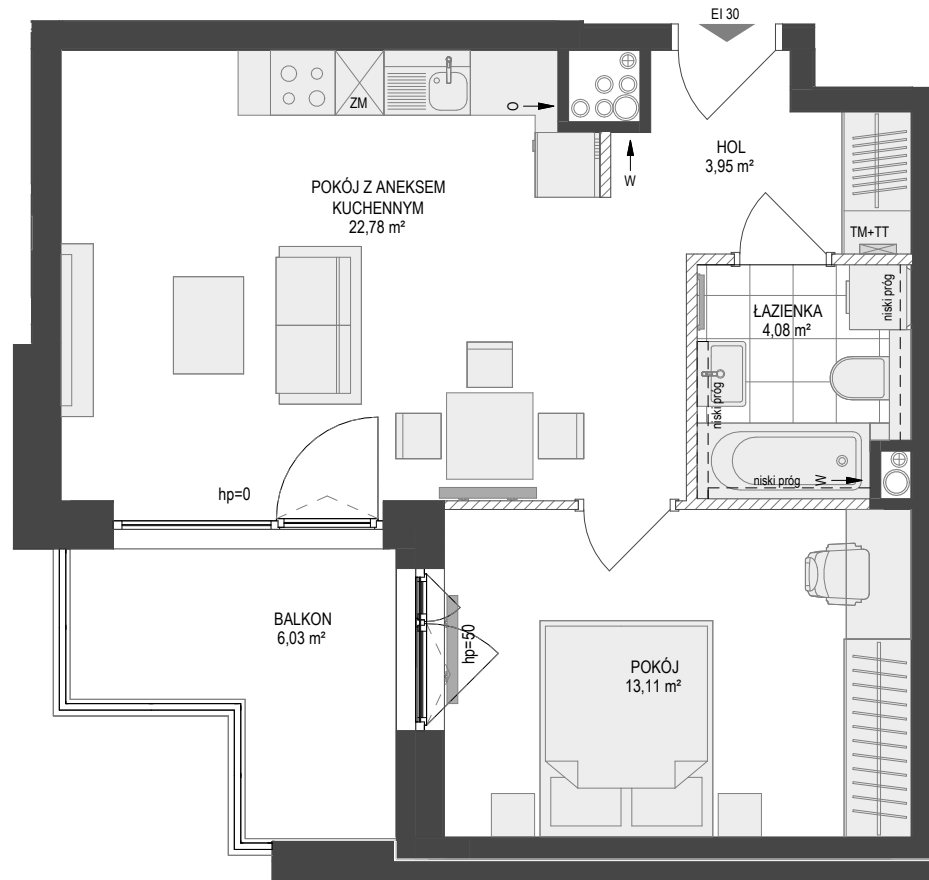 EI 30
ZM
O
W
HOL
3,95 m²
POKÓJ Z ANEKSEM
KUCHENNYM
22,78 m²
TM+TT
niski próg
ŁAZIENKA
4,08 m²
niski próg
niski próg
W
hp=0
BALKON
6,03 m²
hp=50
POKÓJ
13,11 m²